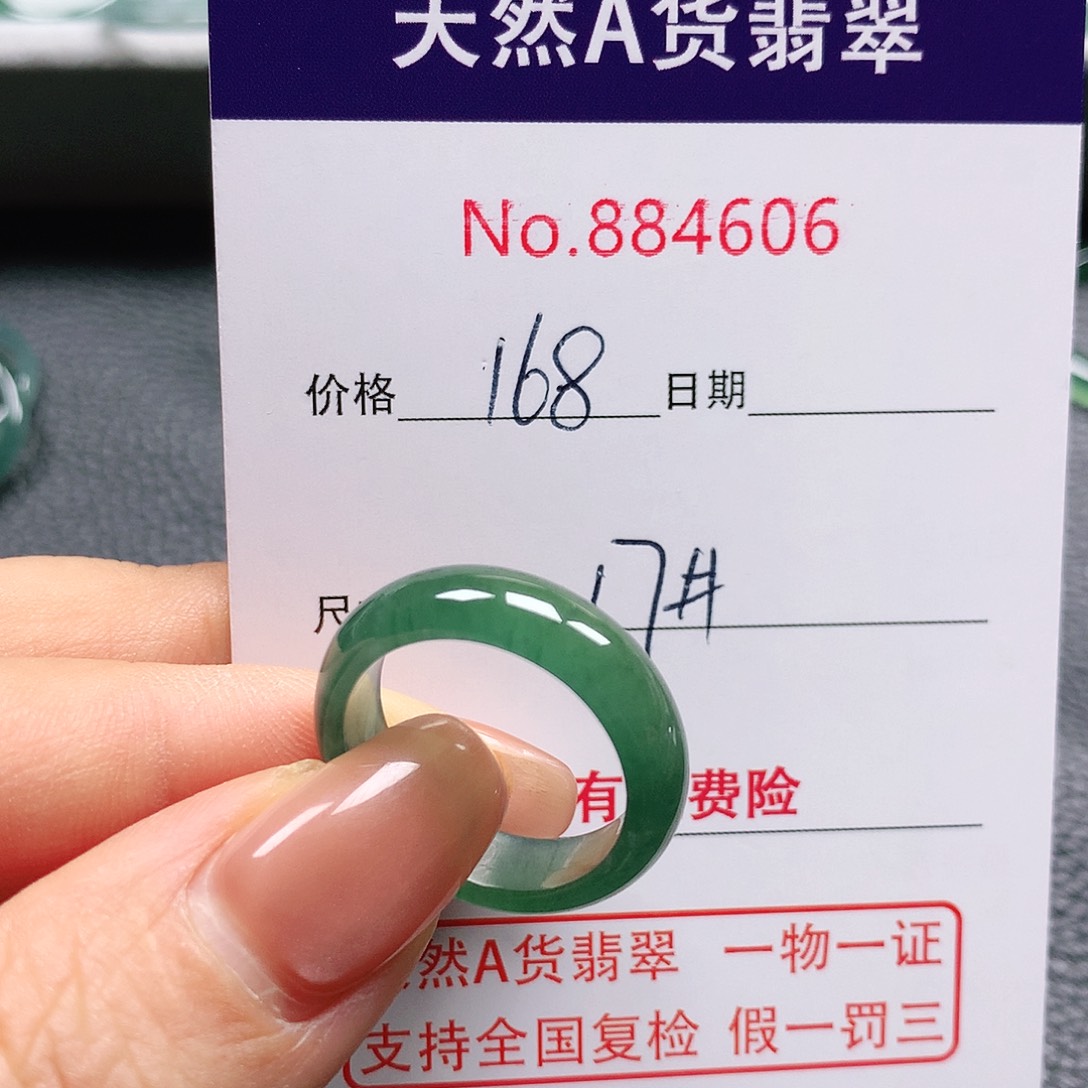 天然A货翡翠
No.884606
价格 168 日期
尺 17#
有 费险
然A货翡翠 一物一证
支持全国复检 假一罚三